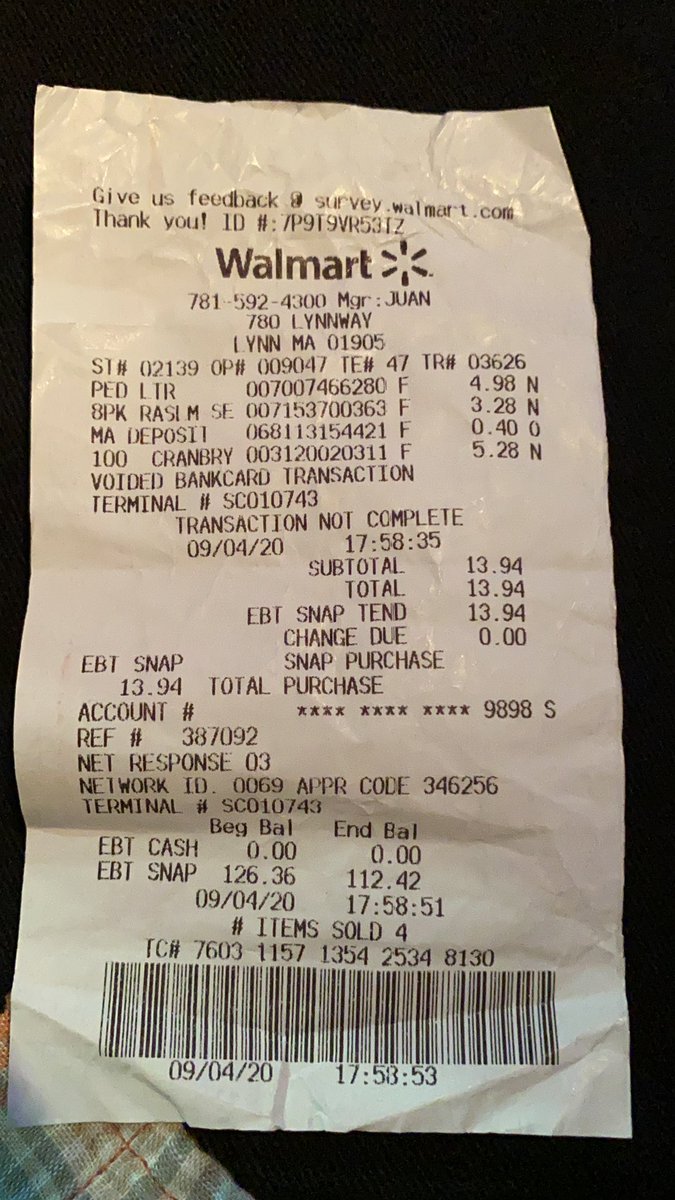 Give us feedback @ survey.walmart.com
Thank you! ID #:7P9T9VR53TZ
Walmart
781-592-4300 Mgr:JUAN
780 LYNNWAY
LYNN MA 01905
ST# 02139 OP# 009047 TE# 47 TR# 03626
PED LTR 007007466280 F 4.98 N
8PK RASLM SE 007153700363 F 3.28 N
MA DEPOSIT 068113154421 F 0.40 O
100 CRANBRY 003120020311 F 5.28 N
VOIDED BANKCARD TRANSACTION
TERMINAL # SC010743
TRANSACTION NOT COMPLETE
09/04/20 17:58:35
SUBTOTAL 13.94
TOTAL 13.94
EBT SNAP TEND 13.94
CHANGE DUE 0.00
EBT SNAP SNAP PURCHASE
13.94 TOTAL PURCHASE
ACCOUNT # **** **** **** 9898 S
REF # 387092
NET RESPONSE 03
NETWORK ID. 0069 APPR CODE 346256
TERMINAL # SC010743
Beg Bal End Bal
EBT CASH 0.00 0.00
EBT SNAP 126.36 112.42
09/04/20 17:58:51
# ITEMS SOLD 4
TC# 7603 1157 1354 2534 8130
09/04/20 17:58:53